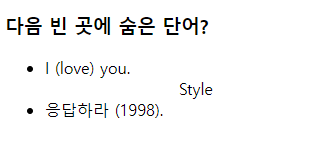 다음 빈 곳에 숨은 단어?
I (love) you.
Style
응답하라 (1998).